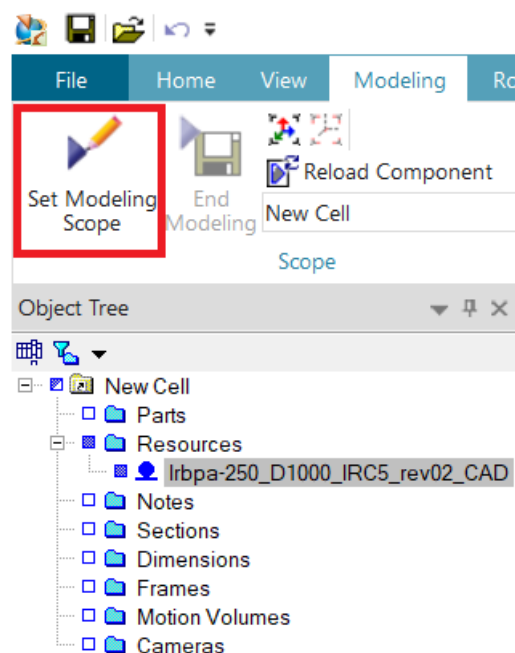 File Home View Modeling Ro
Set Modeling
Scope
End
Modeling
Reload Component
New Cell
Scope
Object Tree
New Cell
Parts
Resources
Irbpa-250_D1000_IRC5_rev02_CAD
Notes
Sections
Dimensions
Frames
Motion Volumes
Cameras